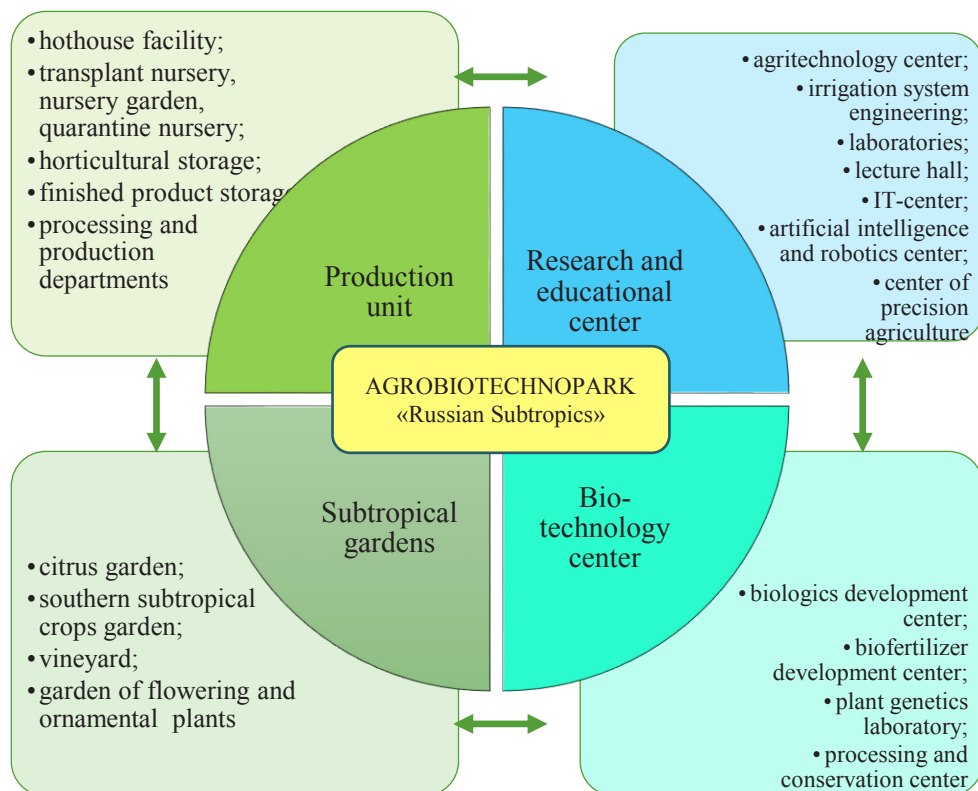 • hothouse facility;
• transplant nursery,
nursery garden,
quarantine nursery;
• horticultural storage;
• finished product storage
• processing and
production
departments
• agritechnology center;
• irrigation system
engineering;
• laboratories;
• lecture hall;
• IT-center;
• artificial intelligence
and robotics center;
• center of
precision
agriculture
Production
unit
Research and
educational
center
AGROBIOTECHNOPARK
«Russian Subtropics»
Subtropical
gardens
Bio-
technology
center
• citrus garden;
• southern subtropical
crops garden;
• vineyard;
• garden of flowering and
ornamental plants
• biologics development
center;
• biofertilizer
development center;
• plant genetics
laboratory;
• processing and
conservation center